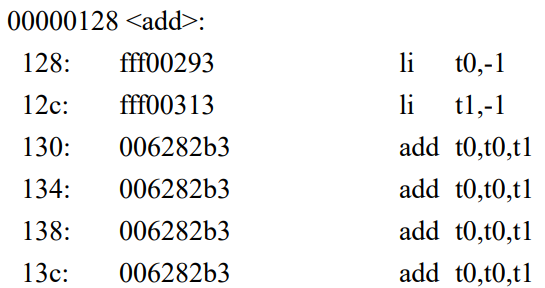 00000128 <add>:
128: fff00293 li t0,-1
12c: fff00313 li t1,-1
130: 006282b3 add t0,t0,t1
134: 006282b3 add t0,t0,t1
138: 006282b3 add t0,t0,t1
13c: 006282b3 add t0,t0,t1